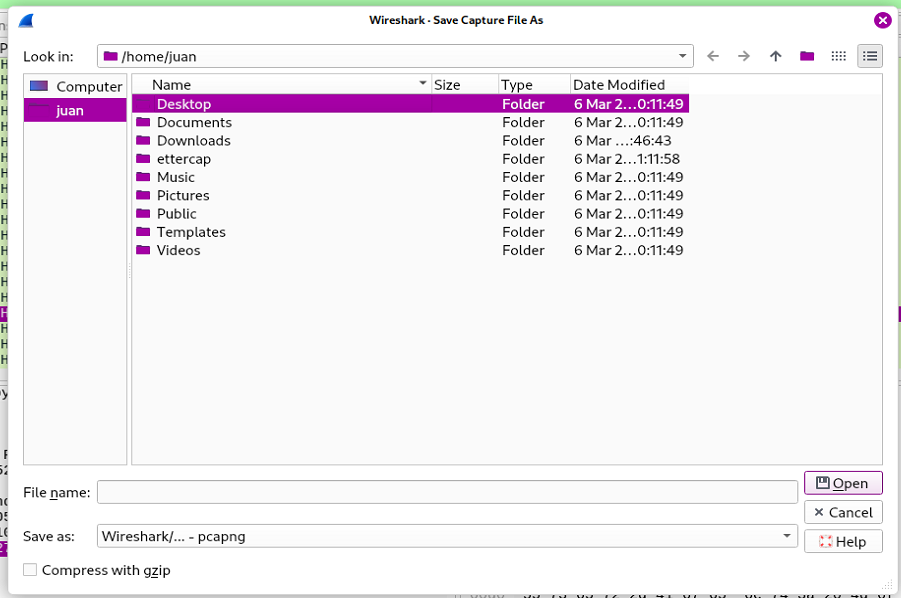 Wireshark · Save Capture File As
Look in: /home/juan
Computer
juan
Name Size Type Date Modified
Desktop Folder 6 Mar 2...0:11:49
Documents Folder 6 Mar 2...0:11:49
Downloads Folder 6 Mar ...:46:43
ettercap Folder 6 Mar 2...1:11:58
Music Folder 6 Mar 2...0:11:49
Pictures Folder 6 Mar 2...0:11:49
Public Folder 6 Mar 2...0:11:49
Templates Folder 6 Mar 2...0:11:49
Videos Folder 6 Mar 2...0:11:49
File name: Open
Cancel
Save as: Wireshark/... - pcapng
Help
Compress with gzip